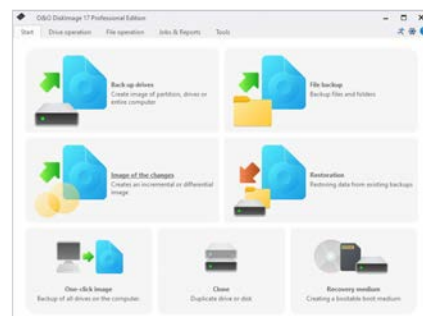 O&O DiskImage 17 Professional Edition
Start Drive operation File operation Jobs & Reports Tools
Back up drives
Create image of partition, drives or
entire computer
File backup
Backup files and folders
Image of the changes
Creates an incremental or differential
image.
Restoration
Restoring data from existing backups
One-click image
Backup of all drives on the computer.
Clone
Duplicate drive or disk
Recovery medium
Creating a bootable boot medium